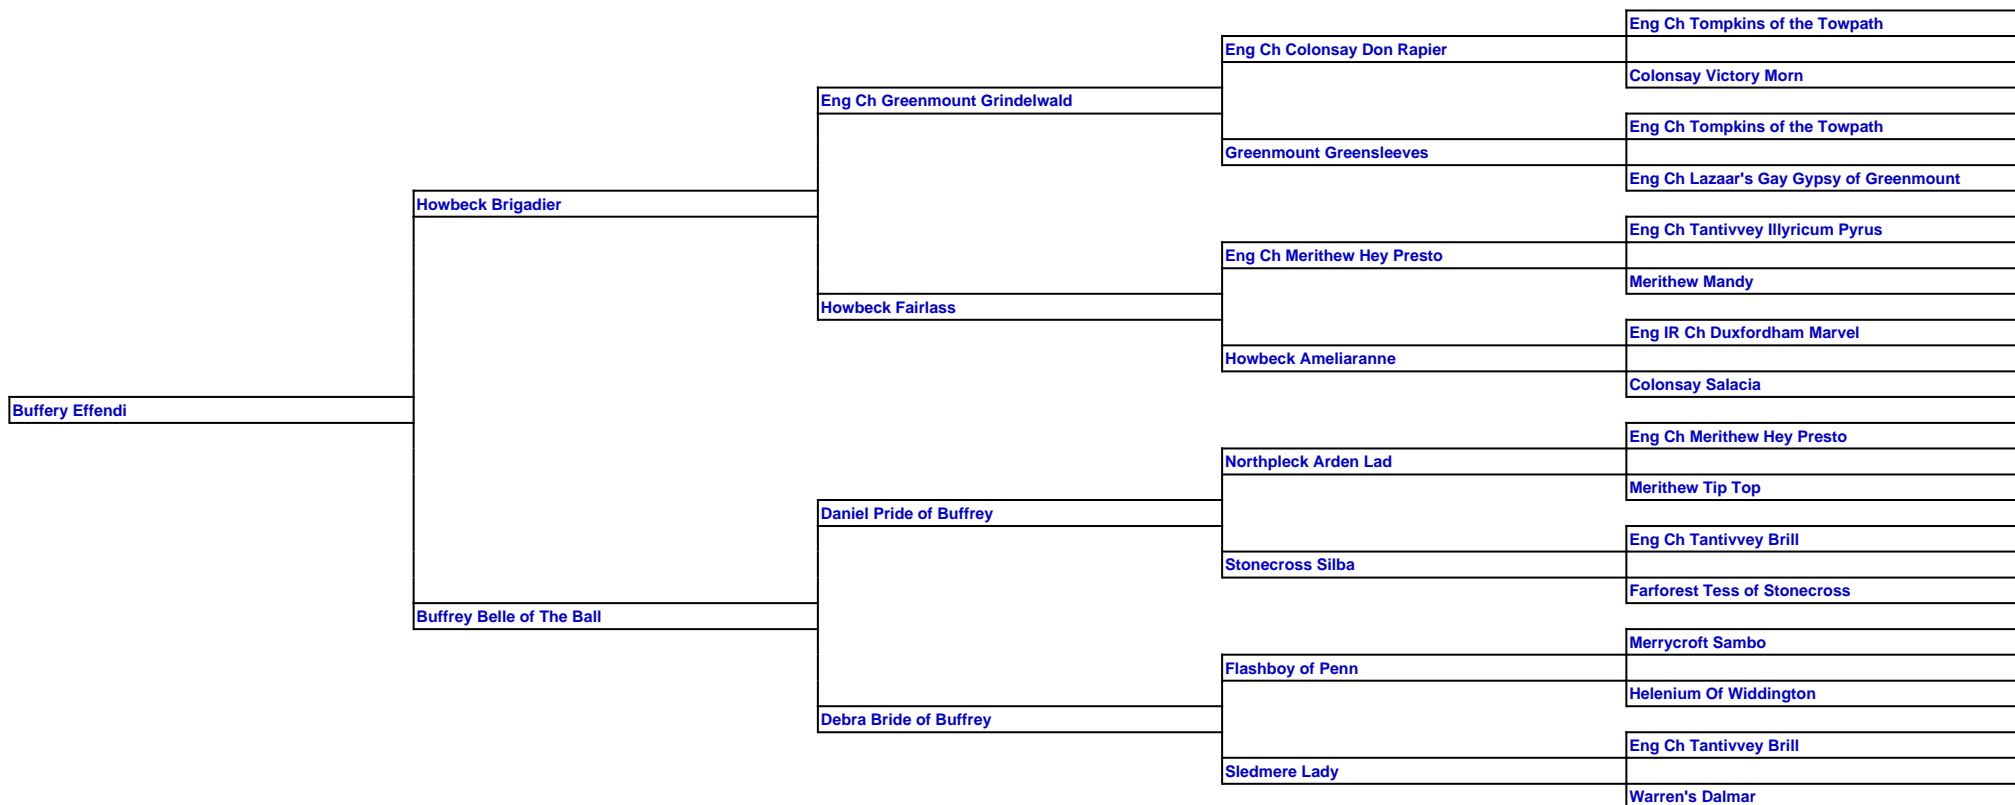 Eng Ch Tompkins of the Towpath
Eng Ch Colonsay Don Rapier
Colonsay Victory Morn
Eng Ch Greenmount Grindelwald
Eng Ch Tompkins of the Towpath
Greenmount Greensleeves
Eng Ch Lazaar's Gay Gypsy of Greenmount
Howbeck Brigadier
Eng Ch Tantivvey Illyricum Pyrus
Eng Ch Merithew Hey Presto
Merithew Mandy
Howbeck Fairlass
Eng IR Ch Duxfordham Marvel
Howbeck Ameliaranne
Colonsay Salacia
Buffery Effendi
Eng Ch Merithew Hey Presto
Northpleck Arden Lad
Merithew Tip Top
Daniel Pride of Buffrey
Eng Ch Tantivvey Brill
Stonecross Silba
Farforest Tess of Stonecross
Buffrey Belle of The Ball
Merrycroft Sambo
Flashboy of Penn
Helenium Of Widdington
Debra Bride of Buffrey
Eng Ch Tantivvey Brill
Sledmere Lady
Warren's Dalmar